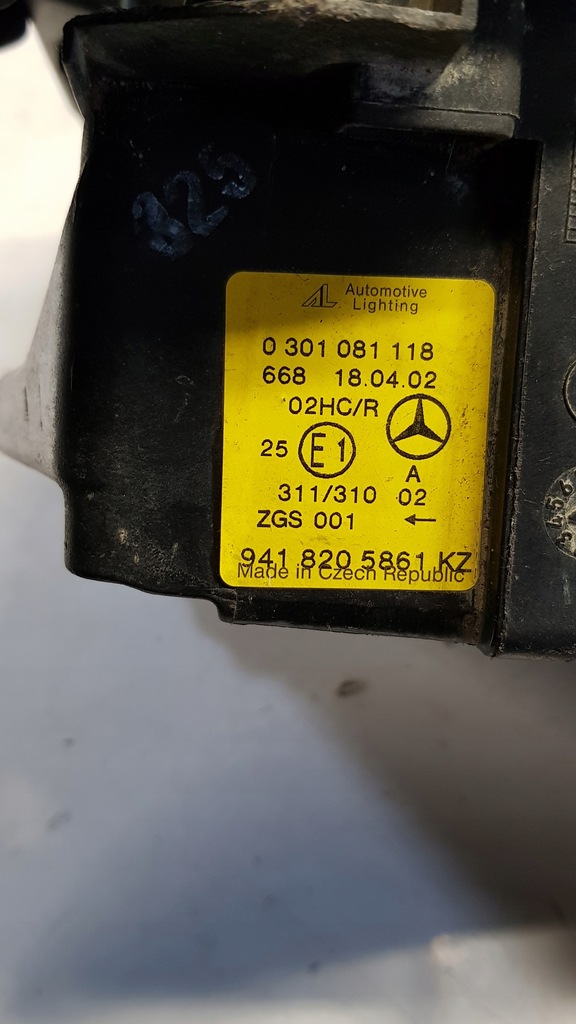 Automotive
Lighting
0 301 081 118
668 18.04.02
02HC/R
25 E1
A
311/310 02
ZGS 001 ←
941 820 5861 KZ
Made in Czech Republic